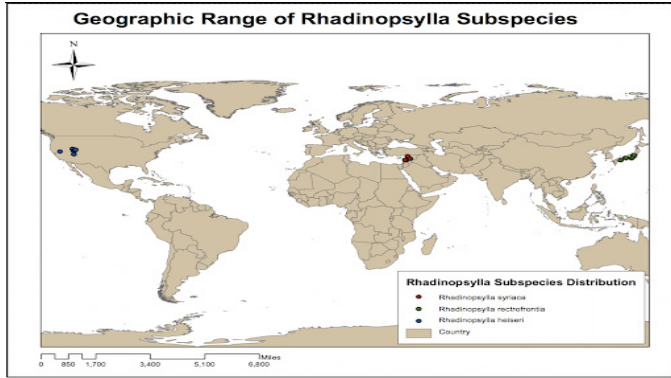 Geographic Range of Rhadinopsylla Subspecies
N
Rhadinopsylla Subspecies Distribution
Rhadinopsylla syriaca
Rhadinopsylla rectrofrontia
Rhadinopsylla heiseri
Country
Miles
0 850 1,700 3,400 5,100 6,800